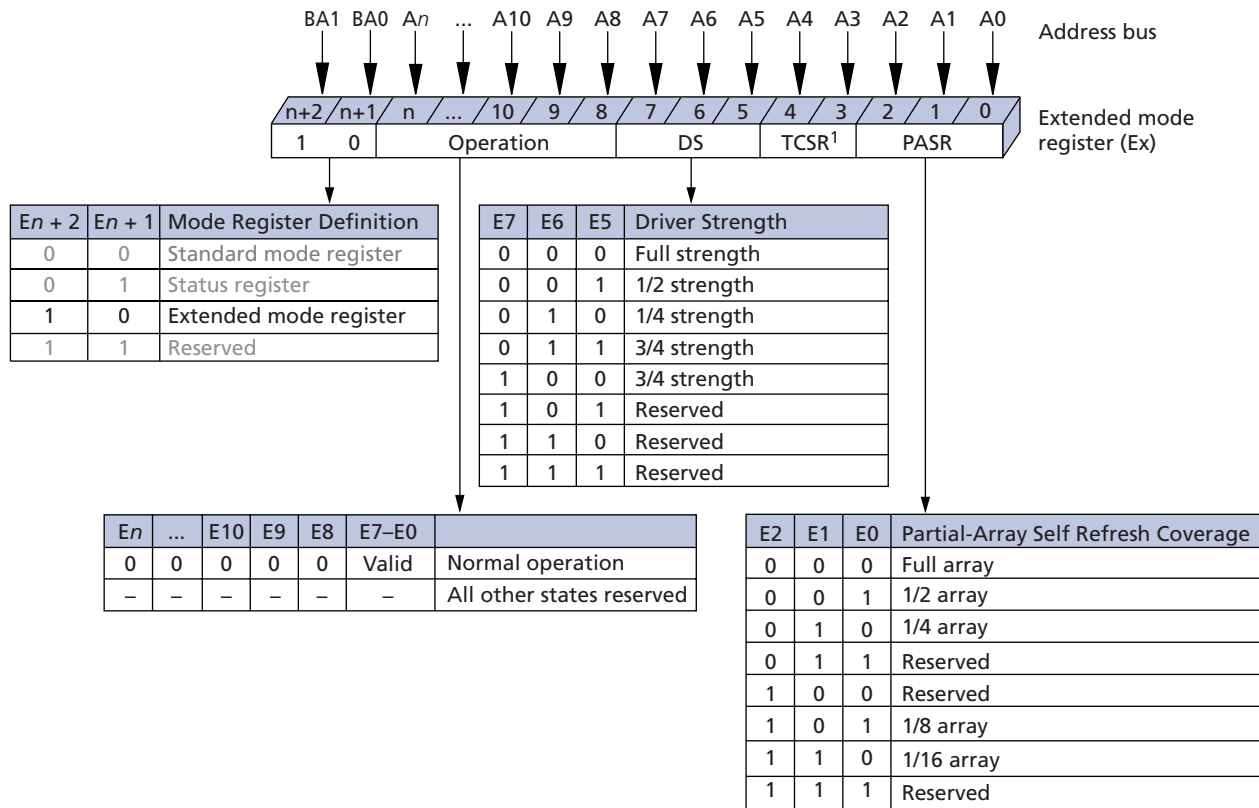 BA1 BA0 An ... A10 A9 A8 A7 A6 A5 A4 A3 A2 A1 A0 Address bus
n+2 n+1 n ... 10 9 8 7 6 5 4 3 2 1 0 Extended mode
register (Ex)
1 0 Operation DS TCSR1 PASR
En + 2 En + 1 Mode Register Definition
0 0 Standard mode register
0 1 Status register
1 0 Extended mode register
1 1 Reserved
E7 E6 E5 Driver Strength
0 0 0 Full strength
0 0 1 1/2 strength
0 1 0 1/4 strength
0 1 1 3/4 strength
1 0 0 3/4 strength
1 0 1 Reserved
1 1 0 Reserved
1 1 1 Reserved
En ... E10 E9 E8 E7–E0
0 0 0 0 0 Valid Normal operation
– – – – – – All other states reserved
E2 E1 E0 Partial-Array Self Refresh Coverage
0 0 0 Full array
0 0 1 1/2 array
0 1 0 1/4 array
0 1 1 Reserved
1 0 0 Reserved
1 0 1 1/8 array
1 1 0 1/16 array
1 1 1 Reserved